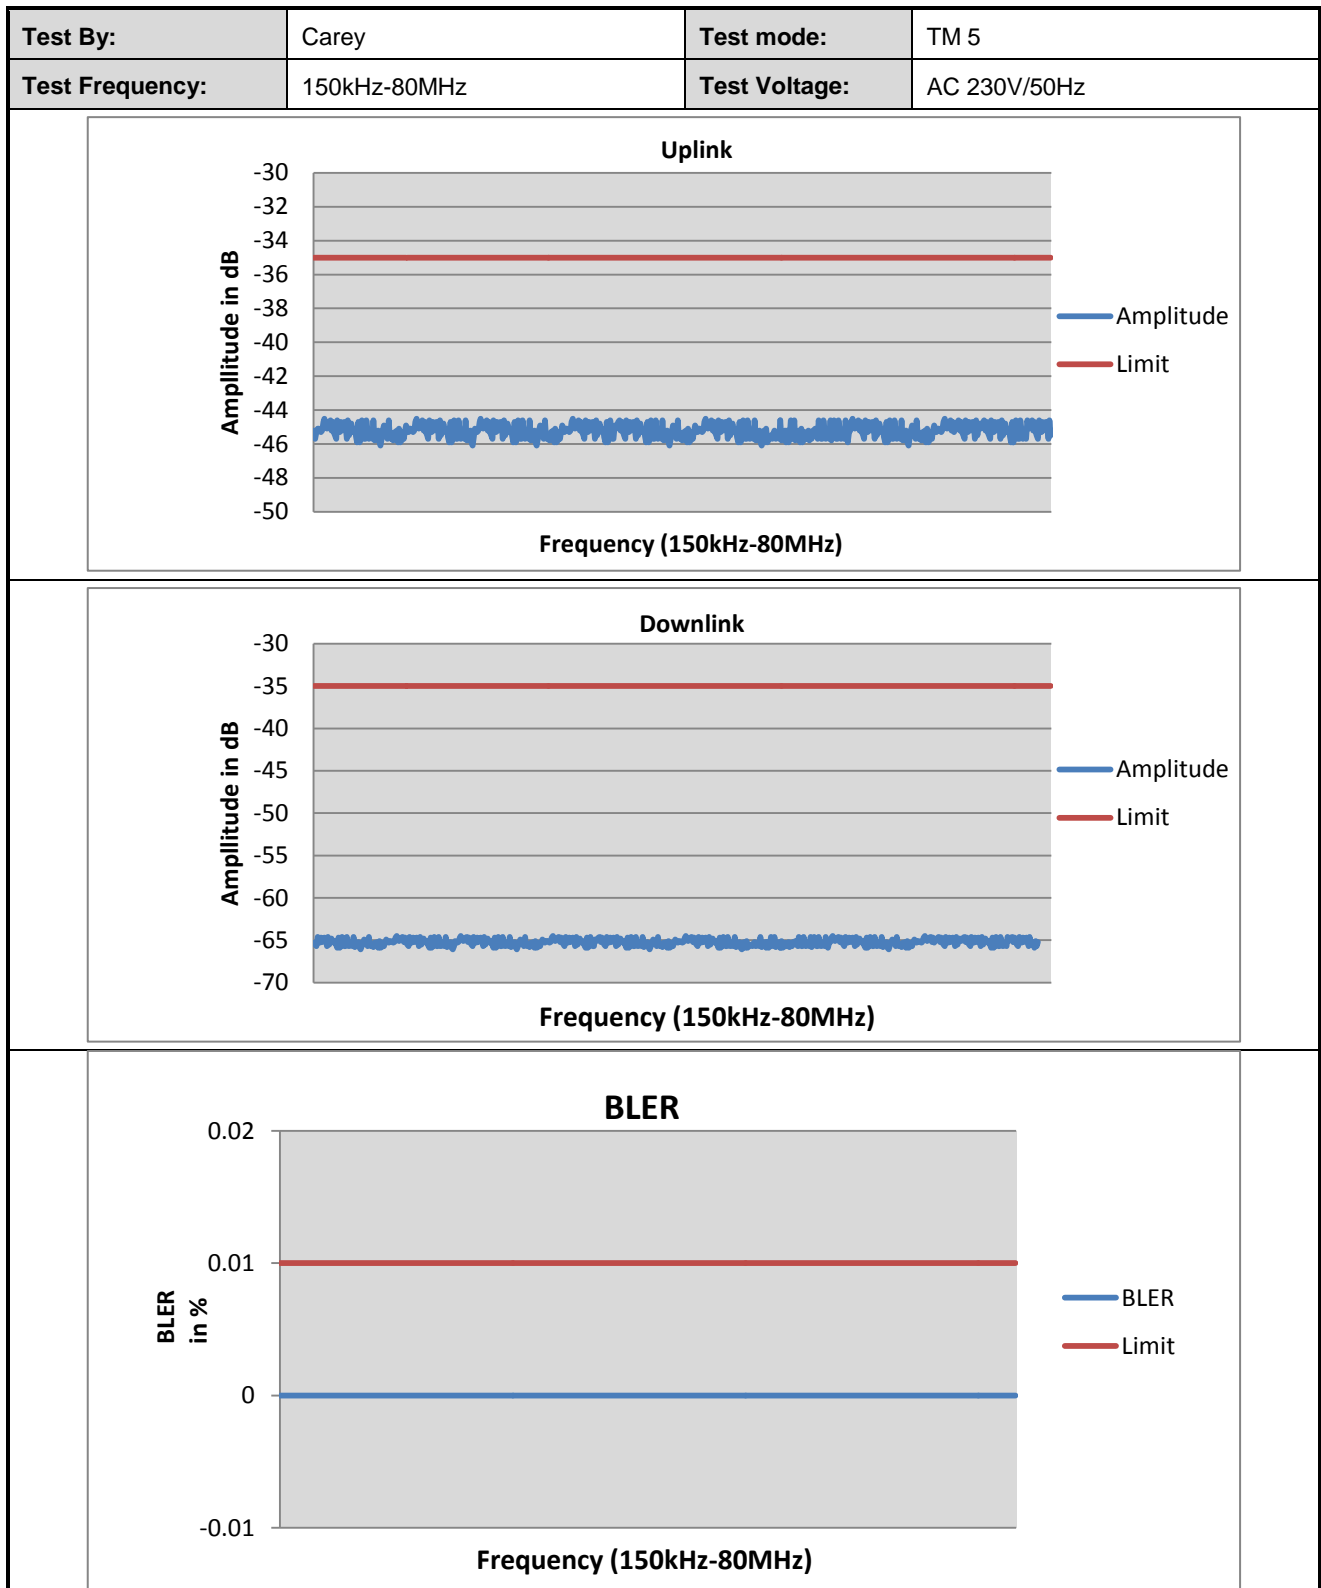 Test By: Carey Test mode: TM 5
Test Frequency: 150kHz-80MHz Test Voltage: AC 230V/50Hz
Uplink
-30
-32
-34
-36
-38
-40
-42
-44
-46
-48
-50
Ampllitude in dB
Amplitude
Limit
Frequency (150kHz-80MHz)
Downlink
-30
-35
-40
-45
-50
-55
-60
-65
-70
Ampllitude in dB
Amplitude
Limit
Frequency (150kHz-80MHz)
BLER
0.02
0.01
0
-0.01
BLER
in %
BLER
Limit
Frequency (150kHz-80MHz)